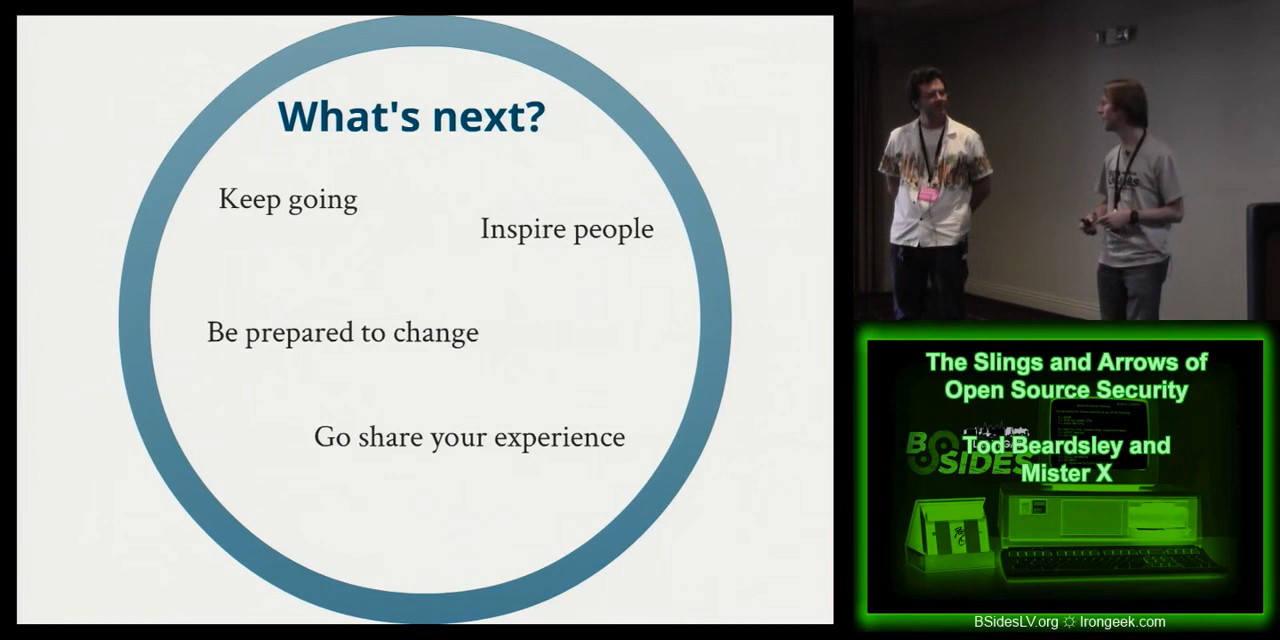 What's next?
Keep going
Inspire people
Be prepared to change
Go share your experience
The Slings and Arrows of
Open Source Security
BSIDES
Tod Beardsley and
Mister X
BSidesLV.org ☼ Irongeek.com